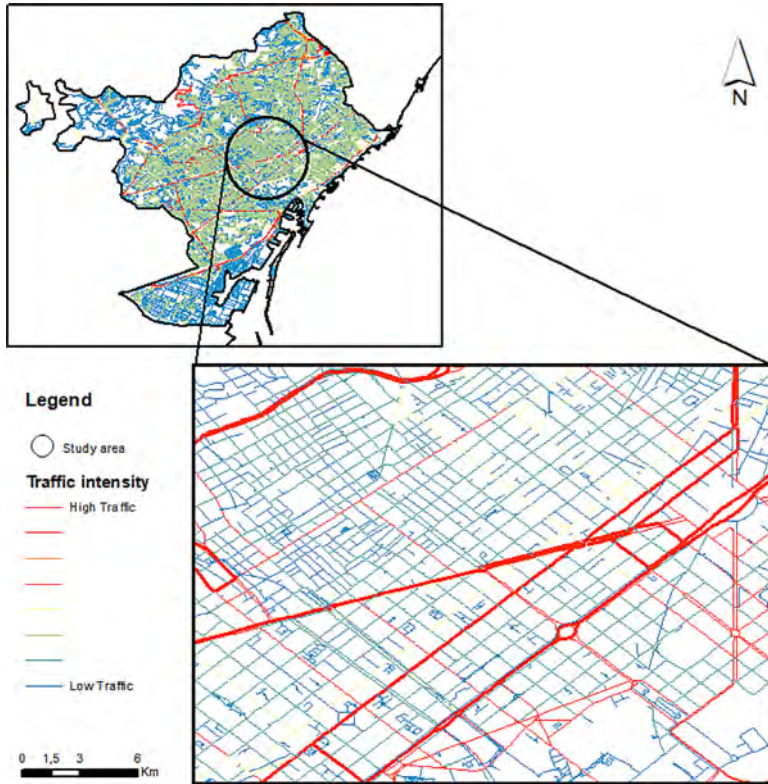 N
Legend
Study area
Traffic intensity
High Traffic
Low Traffic
0 1,5 3 6
Km